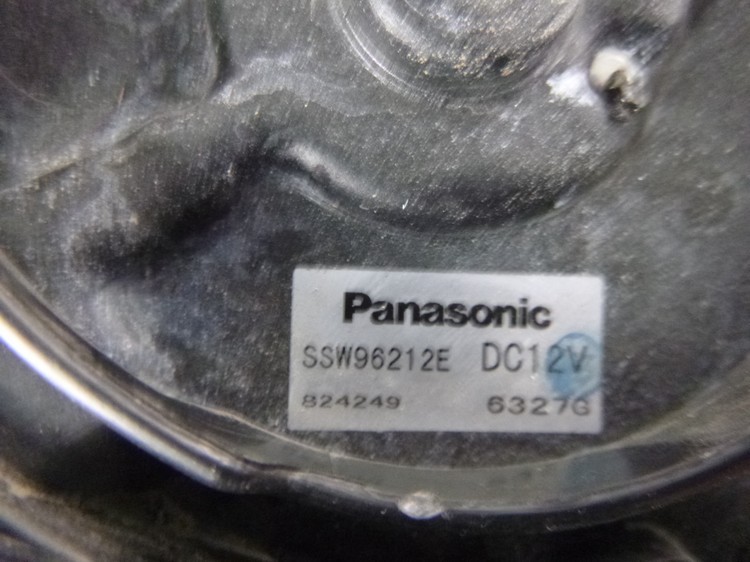 Panasonic
SSW96212E DC12V
824249 6327G